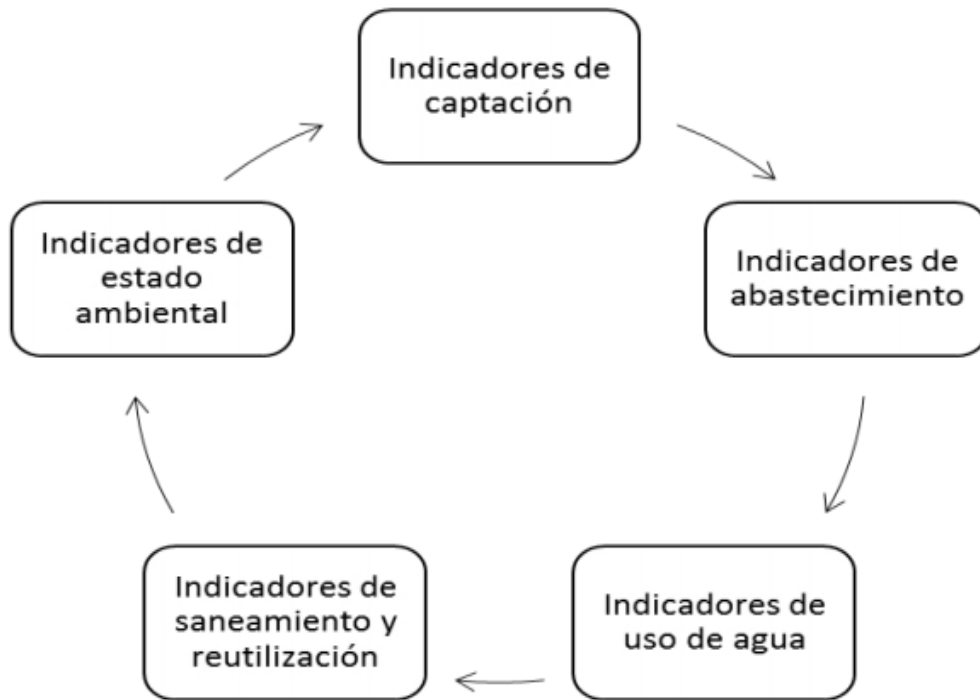 Indicadores de
captación
Indicadores de
abastecimiento
Indicadores de
uso de agua
Indicadores de
saneamiento y
reutilización
Indicadores de
estado
ambiental